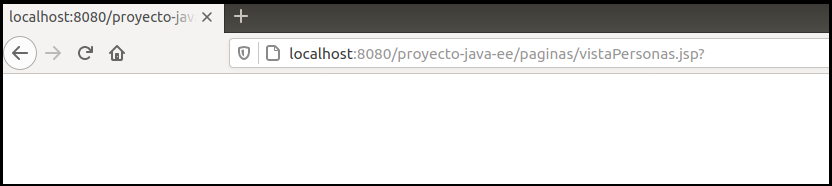 localhost:8080/proyecto-jav
localhost:8080/proyecto-java-ee/paginas/vistaPersonas.jsp?